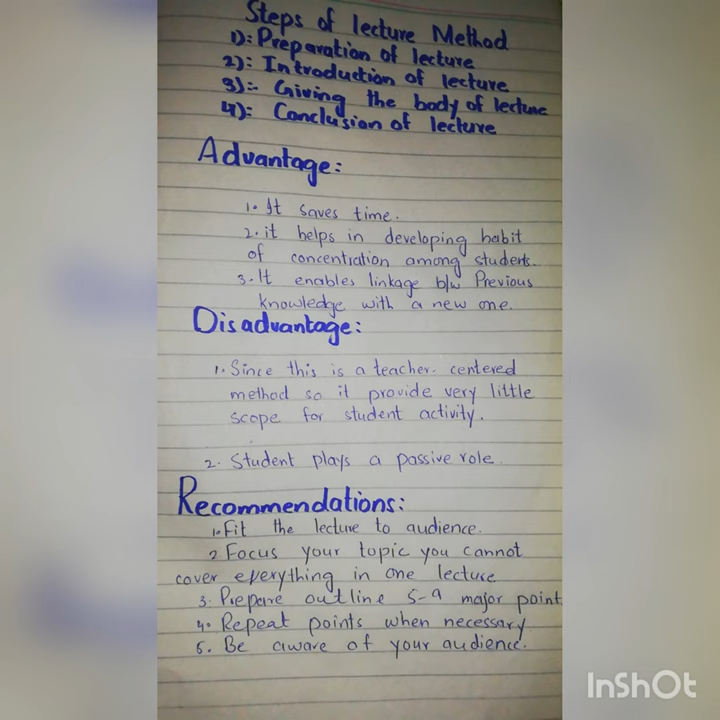 Steps of lecture Method
1):Preparation of lecture
2): Introduction of lecture
3):- Giving the body of lecture
4): Conclusion of lecture
Advantage:
1. It saves time.
2. it helps in developing habit
of concentration among students.
3. It enables linkage b/w Previous
knowledge with a new one.
Disadvantage:
1. Since this is a teacher. centered
method so it provide very little
scope for student activity.
2. Student plays a passive role.
Recommendations:
1. Fit the lecture to audience.
2 Focus your topic you cannot
cover everything in one lecture
3. Prepare outline 5-9 major point
4. Repeat points when necessary
5. Be aware of your audience.
InShOt